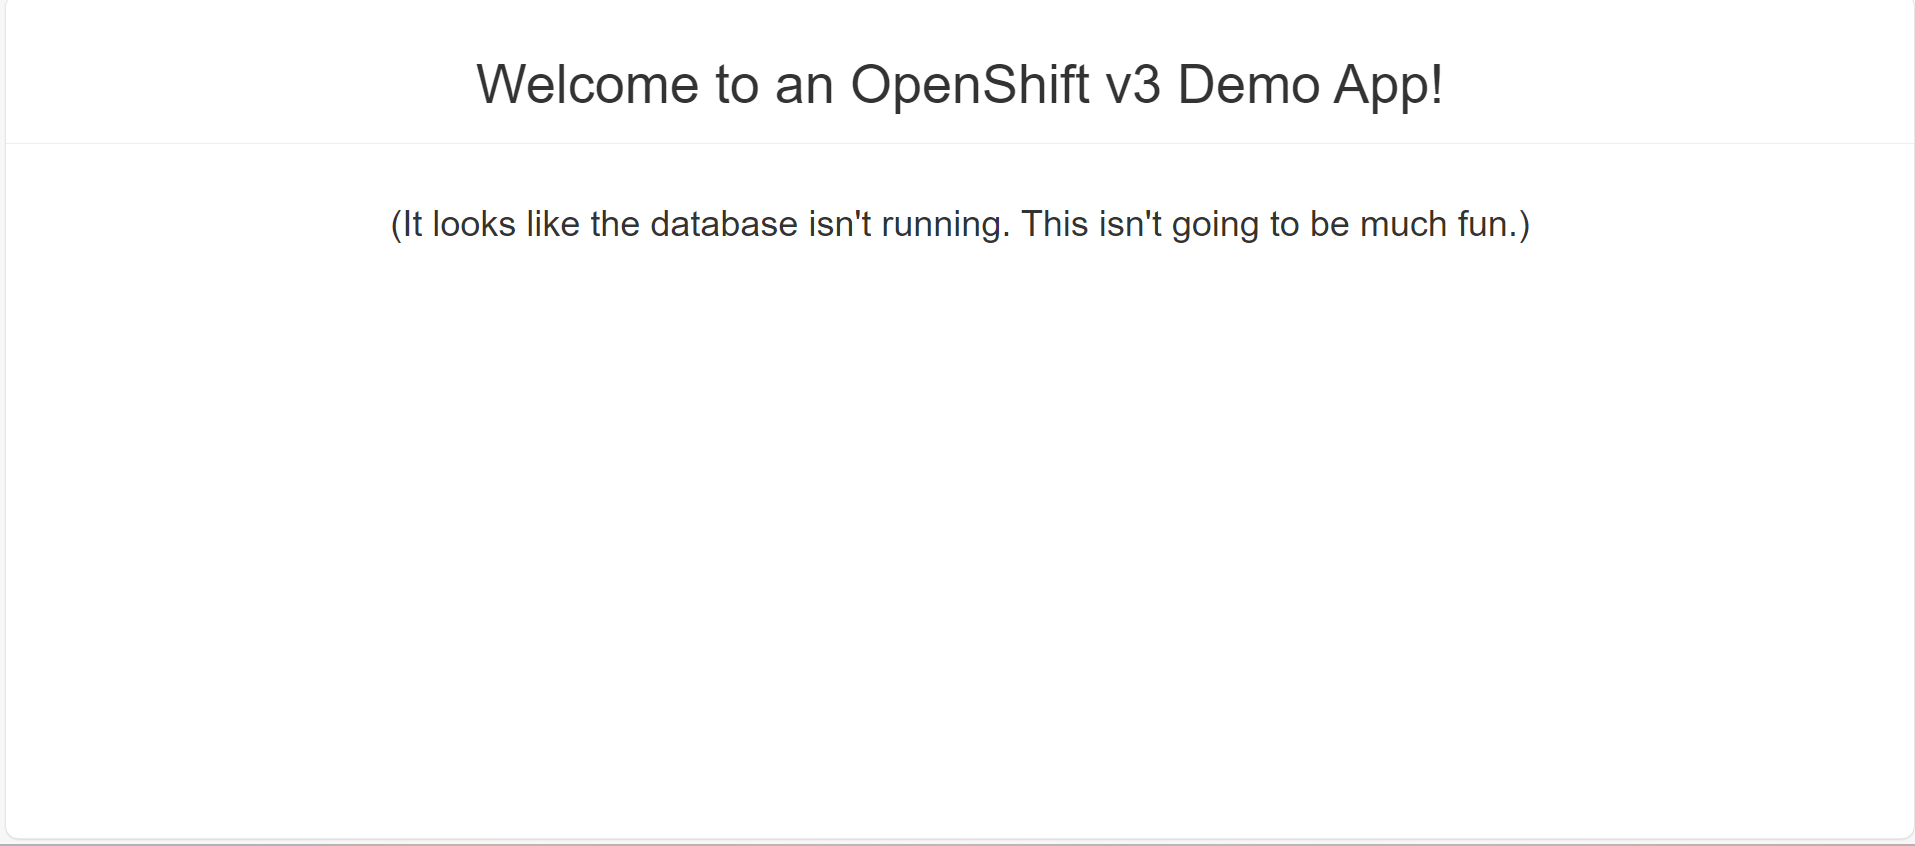 Welcome to an OpenShift v3 Demo App!
(It looks like the database isn't running. This isn't going to be much fun.)